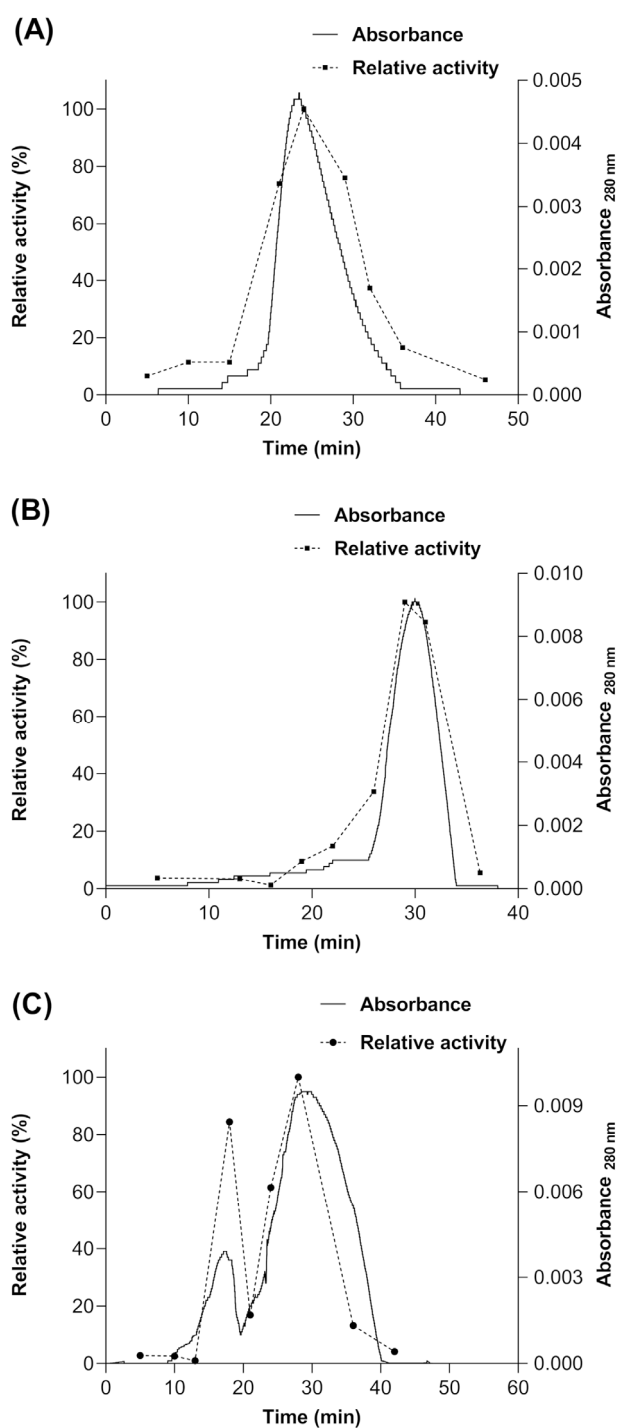 (A)
Absorbance
Relative activity
Relative activity (%)
100
80
60
40
20
0
0.005
0.004
0.003
0.002
0.001
0.000
Absorbance 280 nm
0 10 20 30 40 50
Time (min)
(B)
Absorbance
Relative activity
Relative activity (%)
100
80
60
40
20
0
0.010
0.008
0.006
0.004
0.002
0.000
Absorbance 280 nm
0 10 20 30 40
Time (min)
(C)
Absorbance
Relative activity
Relative activity (%)
100
80
60
40
20
0
0.009
0.006
0.003
0.000
Absorbance 280 nm
0 10 20 30 40 50 60
Time (min)